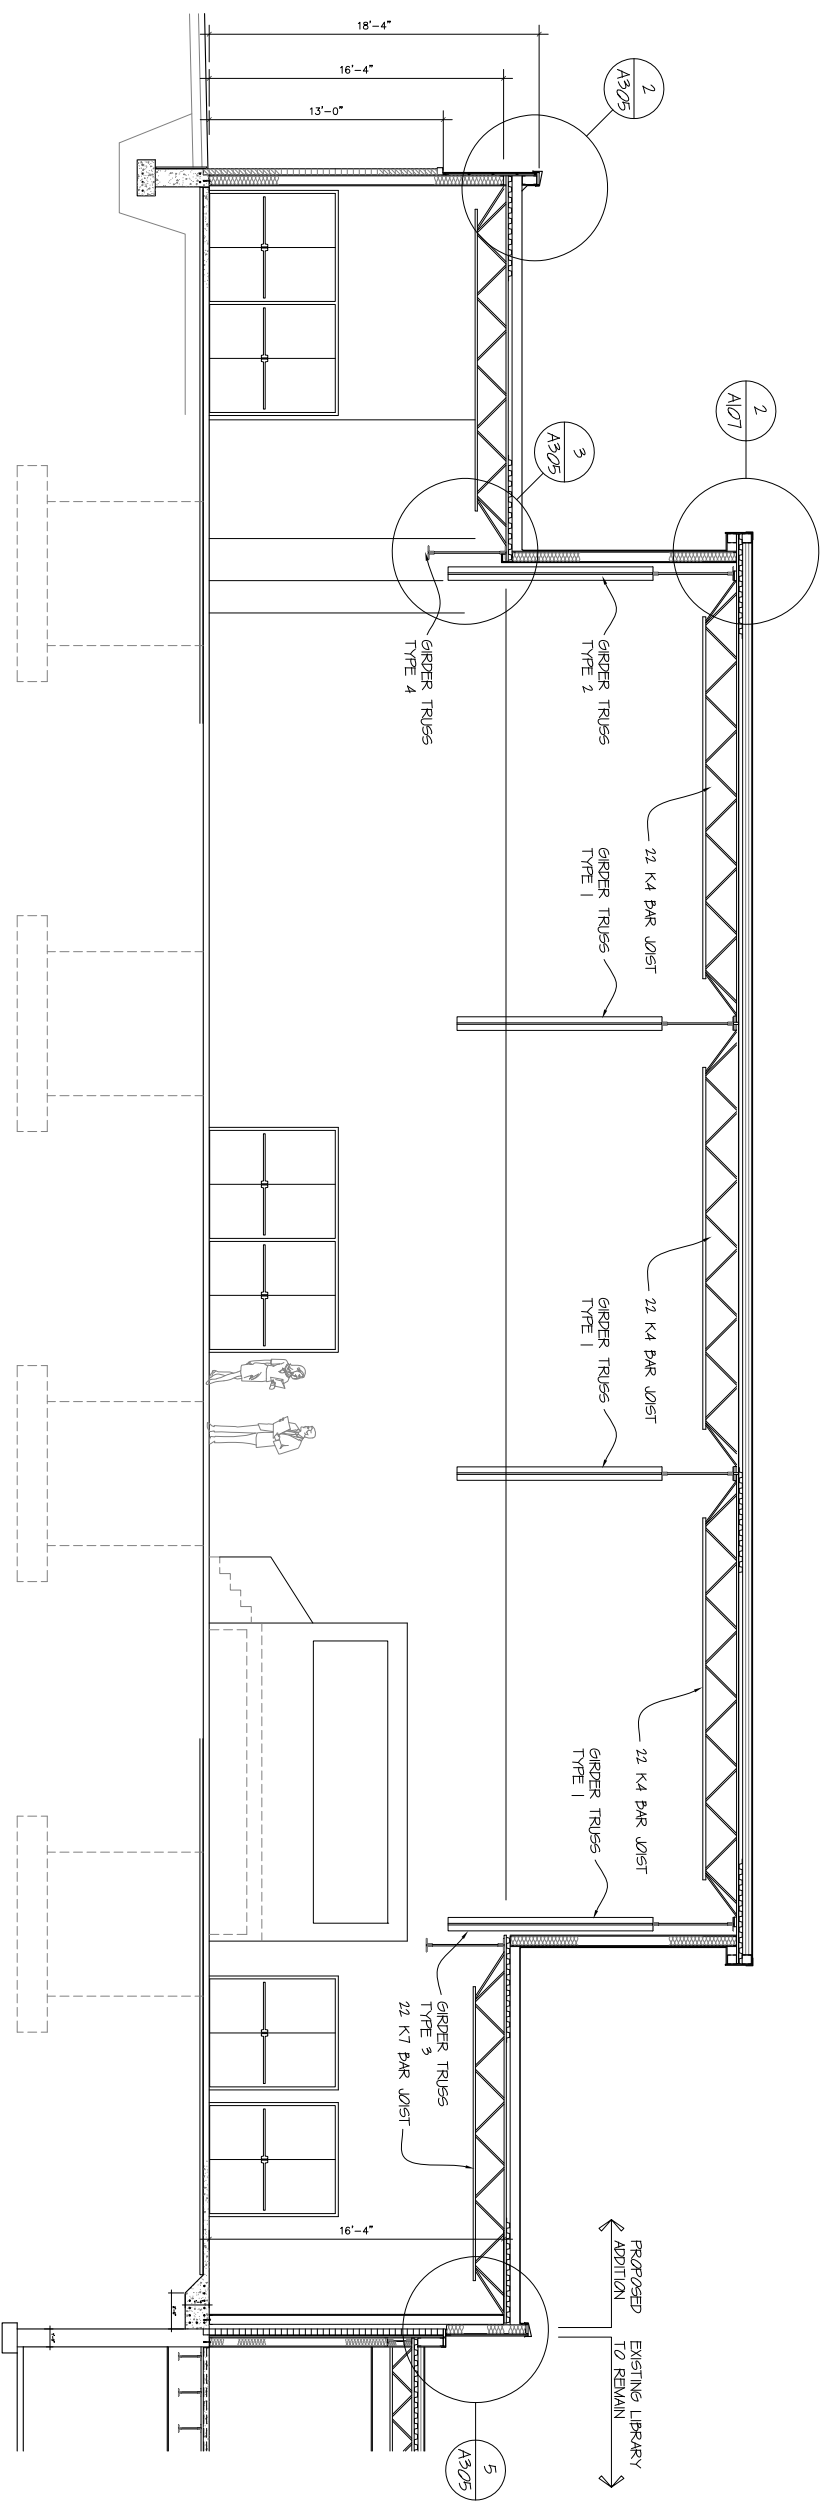 18'-4"
16'-4"
13'-0"
2
A305
2
A107
3
A305
GIRDER TRUSS
TYPE 4
GIRDER TRUSS
TYPE 2
22 K4 BAR JOIST
GIRDER TRUSS
TYPE 1
22 K4 BAR JOIST
GIRDER TRUSS
TYPE 1
22 K4 BAR JOIST
GIRDER TRUSS
TYPE 1
GIRDER TRUSS
TYPE 3
22 K7 BAR JOIST
16'-4"
PROPOSED
ADDITION
EXISTING LIBRARY
TO REMAIN
5
A305